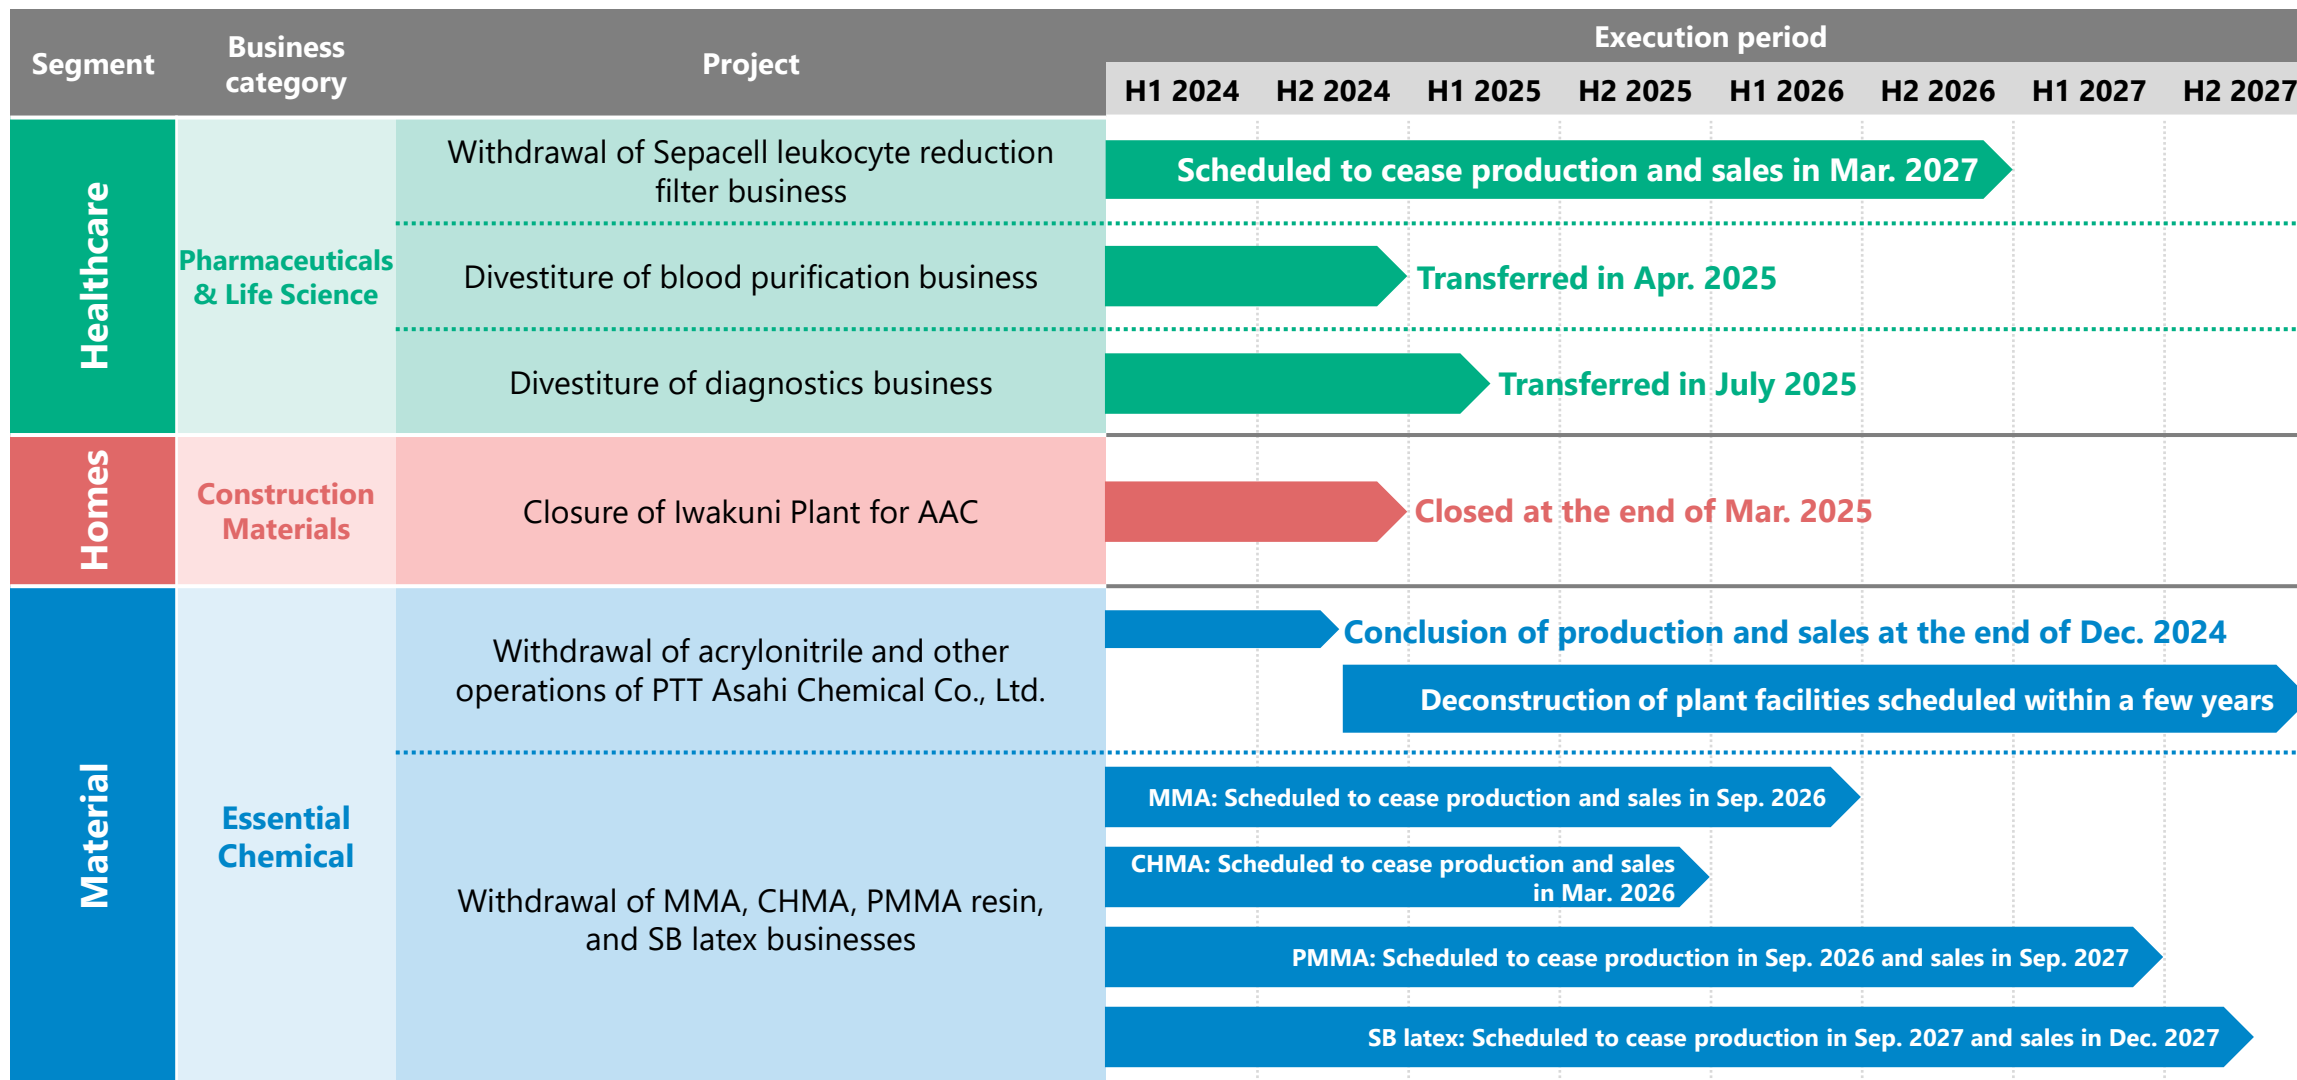 Segment
Business
category
Project
Execution period
H1 2024
H2 2024
H1 2025
H2 2025
H1 2026
H2 2026
H1 2027
H2 2027
Healthcare
Pharmaceuticals
& Life Science
Withdrawal of Sepacell leukocyte reduction
filter business
Scheduled to cease production and sales in Mar. 2027
Divestiture of blood purification business
Transferred in Apr. 2025
Divestiture of diagnostics business
Transferred in July 2025
Homes
Construction
Materials
Closure of Iwakuni Plant for AAC
Closed at the end of Mar. 2025
Material
Essential
Chemical
Withdrawal of acrylonitrile and other
operations of PTT Asahi Chemical Co., Ltd.
Conclusion of production and sales at the end of Dec. 2024
Deconstruction of plant facilities scheduled within a few years
Withdrawal of MMA, CHMA, PMMA resin,
and SB latex businesses
MMA: Scheduled to cease production and sales in Sep. 2026
CHMA: Scheduled to cease production and sales
in Mar. 2026
PMMA: Scheduled to cease production in Sep. 2026 and sales in Sep. 2027
SB latex: Scheduled to cease production in Sep. 2027 and sales in Dec. 2027